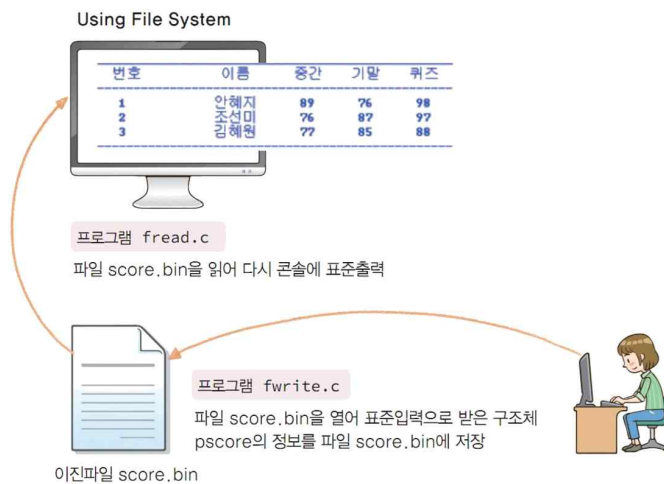 Using File System
번호 이름 중간 기말 퀴즈
1 안혜지 89 76 98
2 조선미 76 87 97
3 김혜원 77 85 88
프로그램 fread.c
파일 score.bin을 읽어 다시 콘솔에 표준출력
프로그램 fwrite.c
파일 score.bin을 열어 표준입력으로 받은 구조체
pscore의 정보를 파일 score.bin에 저장
이진파일 score.bin